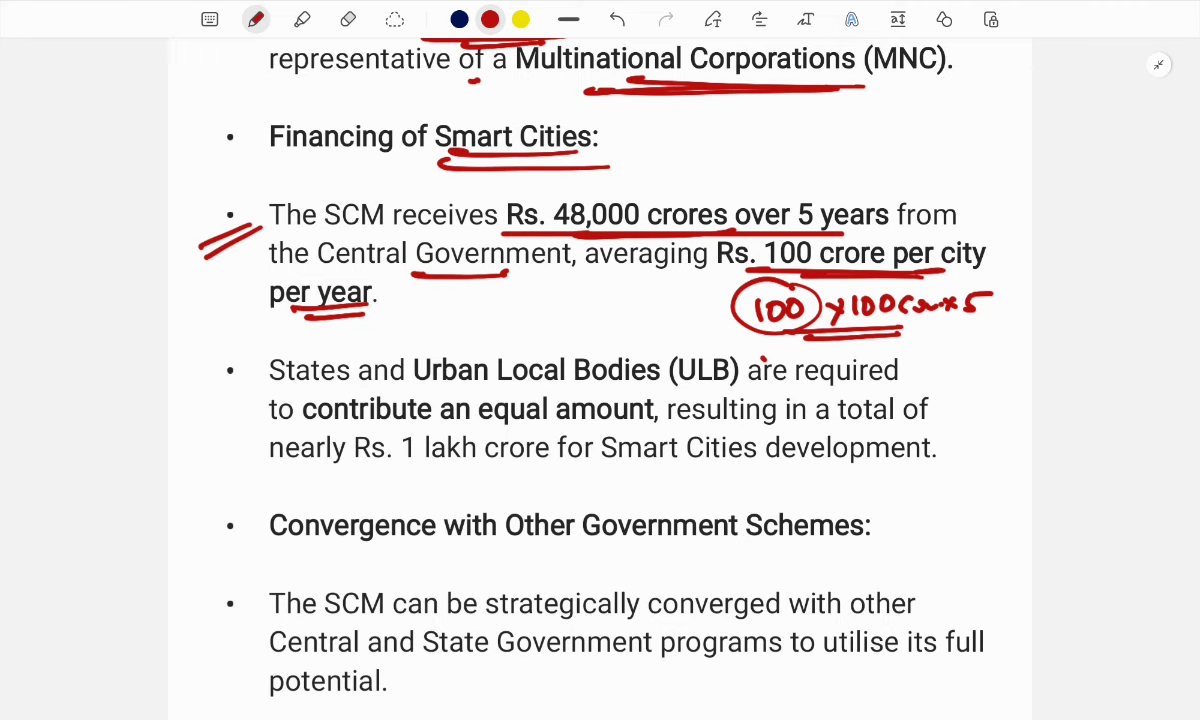 representative of a Multinational Corporations (MNC).
• Financing of Smart Cities:
• The SCM receives Rs. 48,000 crores over 5 years from
the Central Government, averaging Rs. 100 crore per city
per year.
100 × 100 Cr. × 5
• States and Urban Local Bodies (ULB) are required
to contribute an equal amount, resulting in a total of
nearly Rs. 1 lakh crore for Smart Cities development.
• Convergence with Other Government Schemes:
• The SCM can be strategically converged with other
Central and State Government programs to utilise its full
potential.